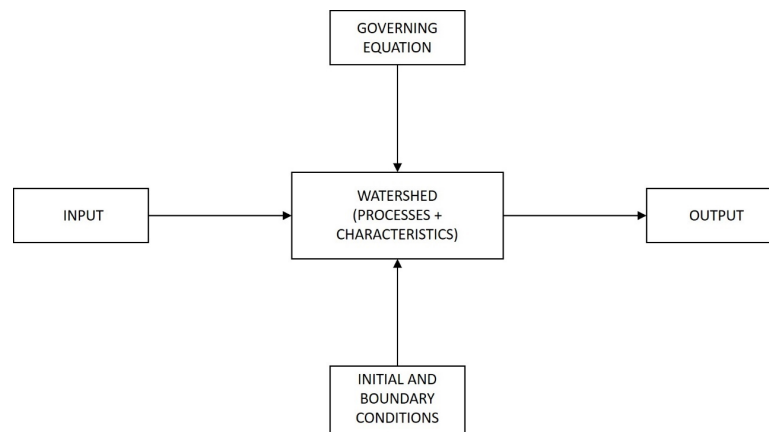 GOVERNING
EQUATION
INPUT
WATERSHED
(PROCESSES +
CHARACTERISTICS)
OUTPUT
INITIAL AND
BOUNDARY
CONDITIONS